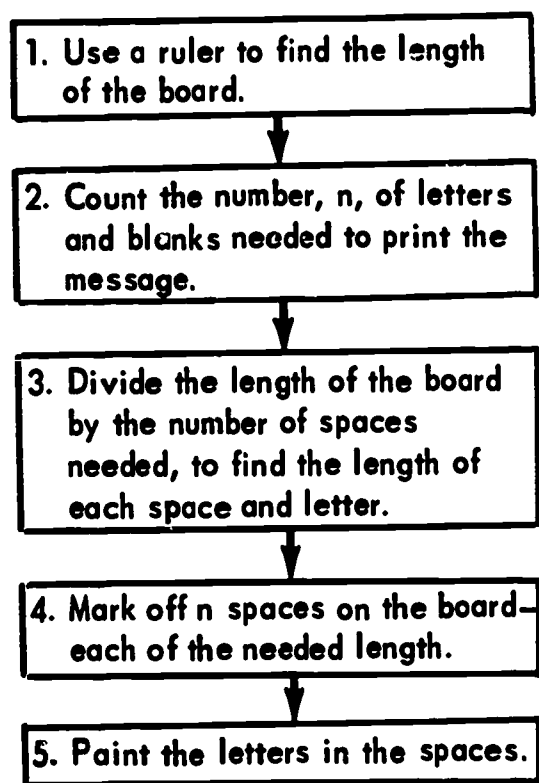 1. Use a ruler to find the length
of the board.
2. Count the number, n, of letters
and blanks needed to print the
message.
3. Divide the length of the board
by the number of spaces
needed, to find the length of
each space and letter.
4. Mark off n spaces on the board–
each of the needed length.
5. Paint the letters in the spaces.